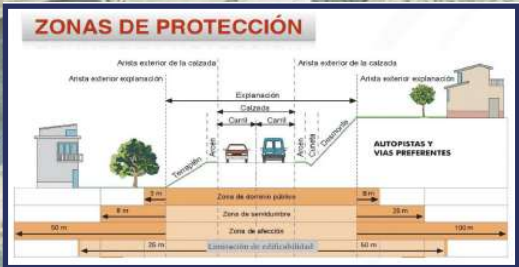 ZONAS DE PROTECCIÓN
Arista exterior de la calzada
Arista exterior de la calzada
Arista exterior explanación
Arista exterior explanación
Explanación
Calzada
Carril
Carril
Terraplén
Arcén
Arcén
Cuneta
Desmonte
AUTOPISTAS Y
VIAS PREFERENTES
3 m
Zona de dominio público
8 m
8 m
Zona de servidumbre
25 m
50 m
Zona de afección
100 m
25 m
Limitación de edificabilidad
50 m